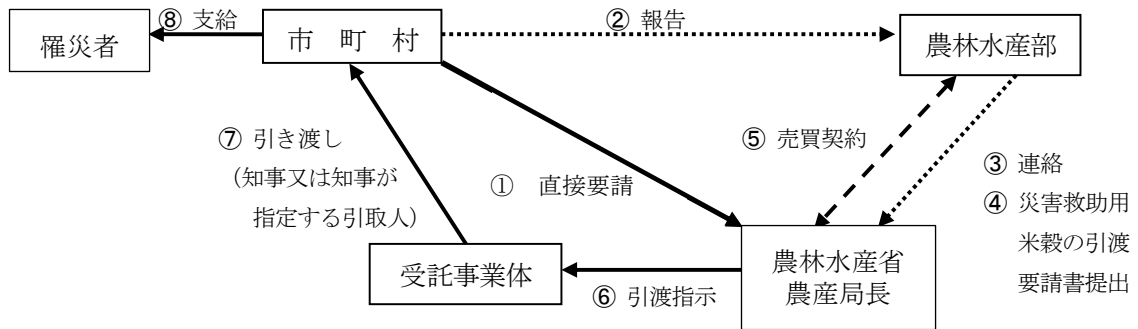 ⑧ 支給
② 報告
罹災者
市 町 村
農林水産部
⑦ 引き渡し
(知事又は知事が
指定する引取人)
① 直接要請
⑤ 売買契約
③ 連絡
④ 災害救助用
米穀の引渡
要請書提出
受託事業体
⑥ 引渡指示
農林水産省
農産局長